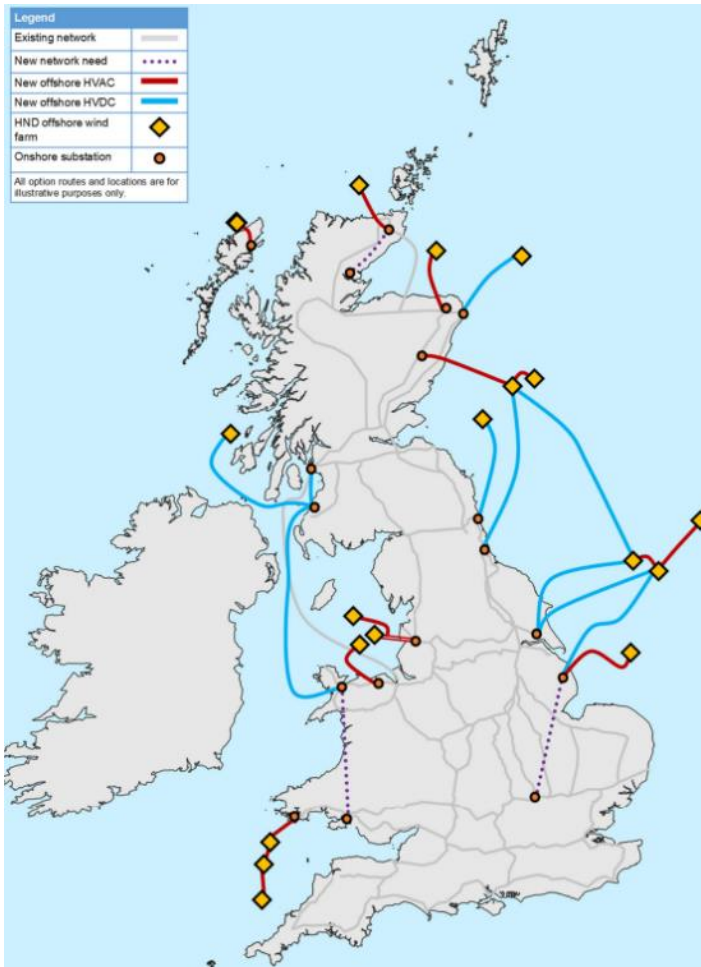 Legend
Existing network
New network need
New offshore HVAC
New offshore HVDC
HND offshore wind
farm
Onshore substation
All option routes and locations are for
illustrative purposes only.